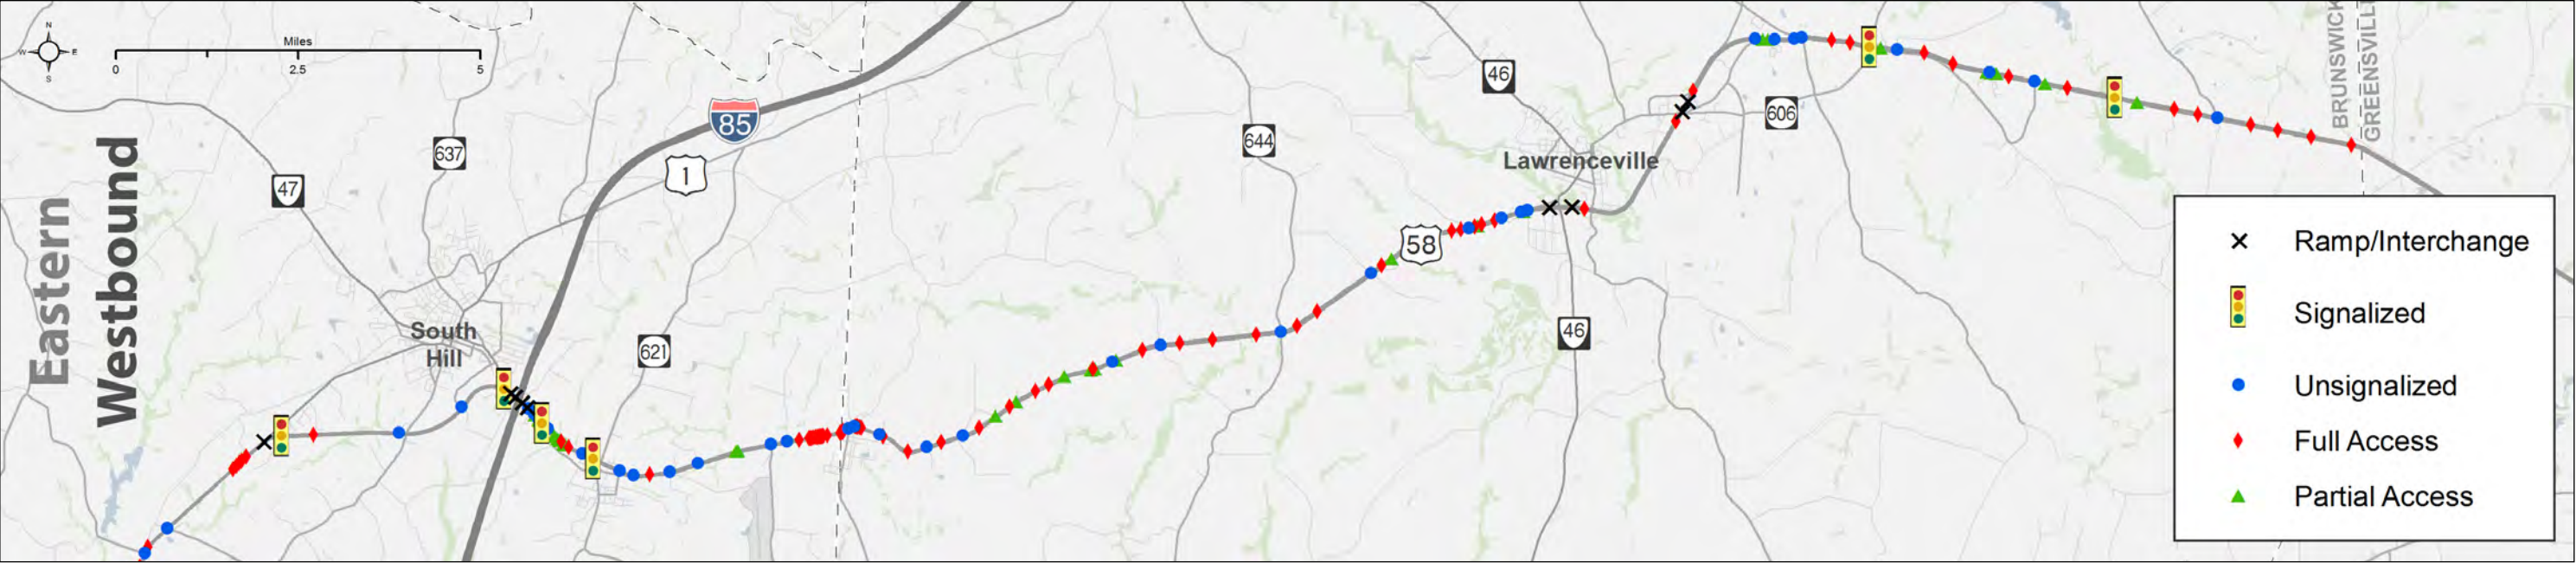 N
W E
S
Miles
0 2.5 5
Eastern
Westbound
47
637
85
1
South
Hill
621
644
46
Lawrenceville
58
46
606
BRUNSWICK
GREENSVILL
Ramp/Interchange
Signalized
Unsignalized
Full Access
Partial Access